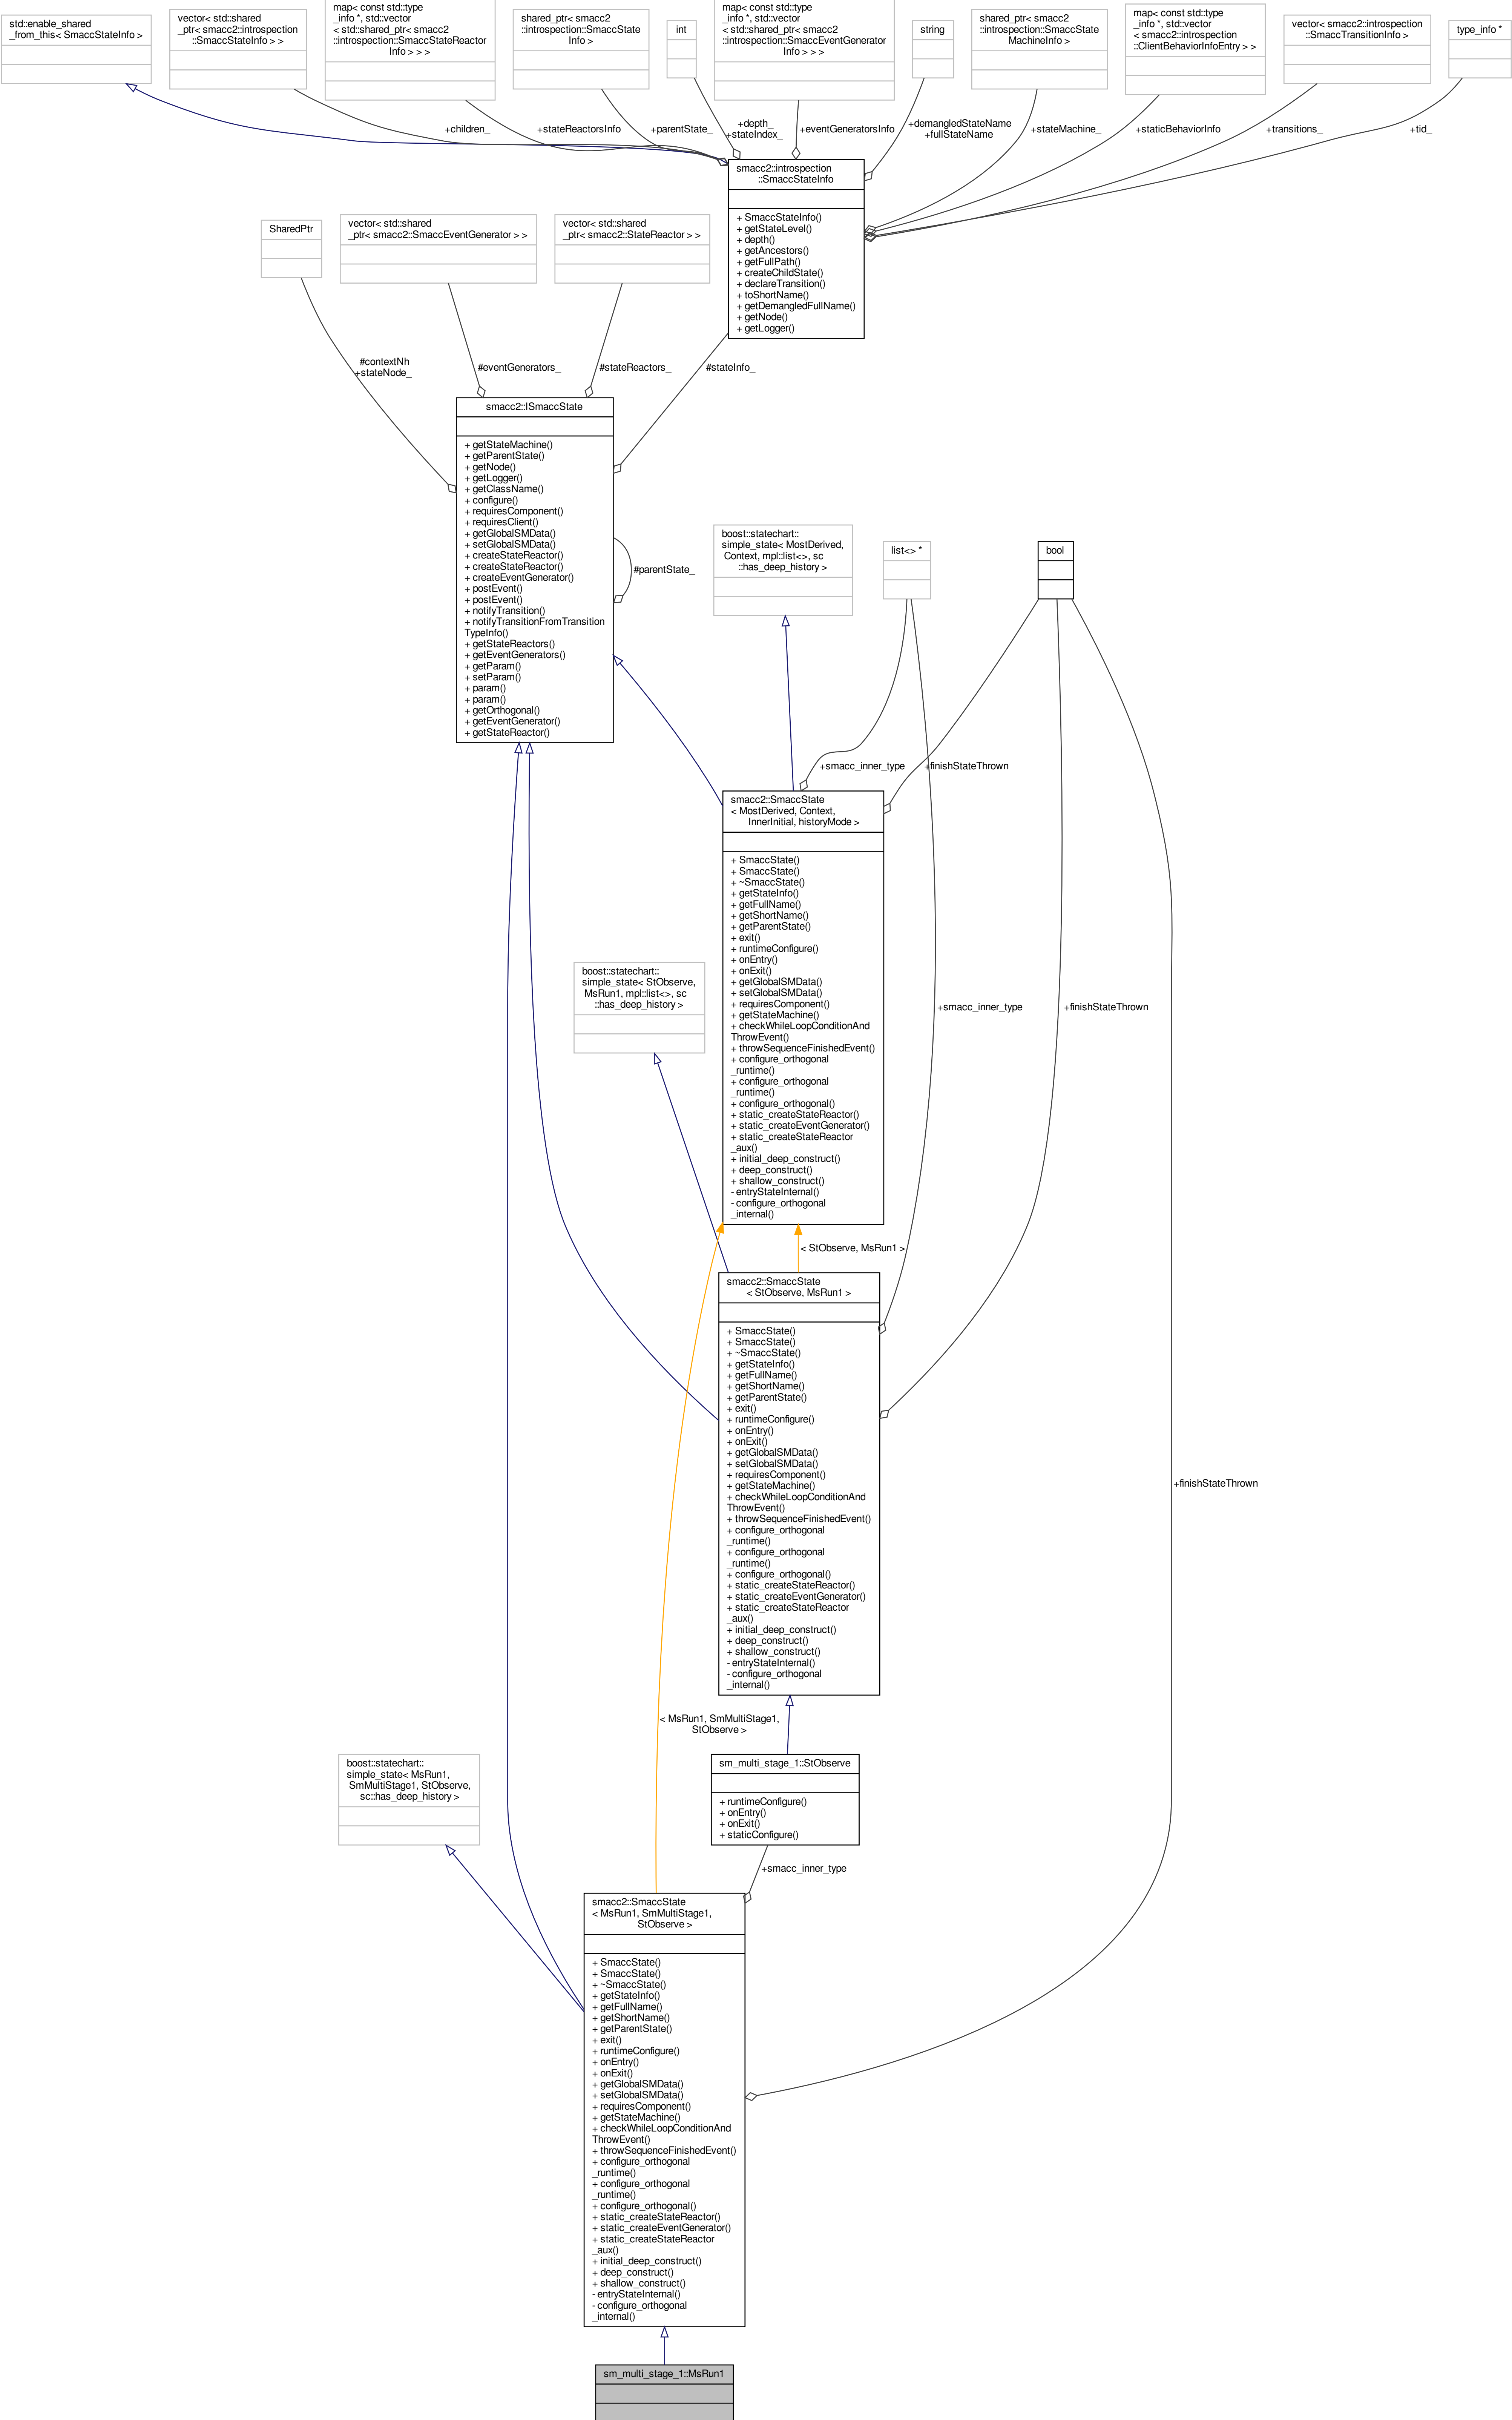 std::enable_shared
_from_this< SmaccStateInfo >
vector< std::shared
_ptr< smacc2::introspection
::SmaccStateInfo > >
map< const std::type
_info *, std::vector
< std::shared_ptr< smacc2
::introspection::SmaccStateReactor
Info > > >
shared_ptr< smacc2
::introspection::SmaccState
Info >
int
map< const std::type
_info *, std::vector
< std::shared_ptr< smacc2
::introspection::SmaccEventGenerator
Info > > >
string
shared_ptr< smacc2
::introspection::SmaccState
MachineInfo >
map< const std::type
_info *, std::vector
< smacc2::introspection
::ClientBehaviorInfoEntry > >
vector< smacc2::introspection
::SmaccTransitionInfo >
type_info *
+children_
+stateReactorsInfo
+parentState_
+depth_
+stateIndex_
+eventGeneratorsInfo
+demangledStateName
+fullStateName
+stateMachine_
+staticBehaviorInfo
+transitions_
+tid_
smacc2::introspection
::SmaccStateInfo
+ SmaccStateInfo()
+ getStateLevel()
+ depth()
+ getAncestors()
+ getFullPath()
+ createChildState()
+ declareTransition()
+ toShortName()
+ getDemangledFullName()
+ getNode()
+ getLogger()
SharedPtr
vector< std::shared
_ptr< smacc2::SmaccEventGenerator > >
vector< std::shared
_ptr< smacc2::StateReactor > >
#contextNh
+stateNode_
#eventGenerators_
#stateReactors_
#stateInfo_
smacc2::ISmaccState
+ getStateMachine()
+ getParentState()
+ getNode()
+ getLogger()
+ getClassName()
+ configure()
+ requiresComponent()
+ requiresClient()
+ getGlobalSMData()
+ setGlobalSMData()
+ createStateReactor()
+ createStateReactor()
+ createEventGenerator()
+ postEvent()
+ postEvent()
+ notifyTransition()
+ notifyTransitionFromTransition
TypeInfo()
+ getStateReactors()
+ getEventGenerators()
+ getParam()
+ setParam()
+ param()
+ param()
+ getOrthogonal()
+ getEventGenerator()
+ getStateReactor()
#parentState_
boost::statechart::
simple_state< MostDerived,
Context, mpl::list<>, sc
::has_deep_history >
list<> *
bool
+smacc_inner_type
+finishStateThrown
smacc2::SmaccState
< MostDerived, Context,
InnerInitial, historyMode >
+ SmaccState()
+ SmaccState()
+ ~SmaccState()
+ getStateInfo()
+ getFullName()
+ getShortName()
+ getParentState()
+ exit()
+ runtimeConfigure()
+ onEntry()
+ onExit()
+ getGlobalSMData()
+ setGlobalSMData()
+ requiresComponent()
+ getStateMachine()
+ checkWhileLoopConditionAnd
ThrowEvent()
+ throwSequenceFinishedEvent()
+ configure_orthogonal
_runtime()
+ configure_orthogonal
_runtime()
+ configure_orthogonal()
+ static_createStateReactor()
+ static_createEventGenerator()
+ static_createStateReactor
_aux()
+ initial_deep_construct()
+ deep_construct()
+ shallow_construct()
- entryStateInternal()
- configure_orthogonal
_internal()
boost::statechart::
simple_state< StObserve,
MsRun1, mpl::list<>, sc
::has_deep_history >
+smacc_inner_type
+finishStateThrown
< StObserve, MsRun1 >
smacc2::SmaccState
< StObserve, MsRun1 >
+ SmaccState()
+ SmaccState()
+ ~SmaccState()
+ getStateInfo()
+ getFullName()
+ getShortName()
+ getParentState()
+ exit()
+ runtimeConfigure()
+ onEntry()
+ onExit()
+ getGlobalSMData()
+ setGlobalSMData()
+ requiresComponent()
+ getStateMachine()
+ checkWhileLoopConditionAnd
ThrowEvent()
+ throwSequenceFinishedEvent()
+ configure_orthogonal
_runtime()
+ configure_orthogonal
_runtime()
+ configure_orthogonal()
+ static_createStateReactor()
+ static_createEventGenerator()
+ static_createStateReactor
_aux()
+ initial_deep_construct()
+ deep_construct()
+ shallow_construct()
- entryStateInternal()
- configure_orthogonal
_internal()
+finishStateThrown
< MsRun1, SmMultiStage1,
StObserve >
boost::statechart::
simple_state< MsRun1,
SmMultiStage1, StObserve,
sc::has_deep_history >
sm_multi_stage_1::StObserve
+ runtimeConfigure()
+ onEntry()
+ onExit()
+ staticConfigure()
+smacc_inner_type
smacc2::SmaccState
< MsRun1, SmMultiStage1,
StObserve >
+ SmaccState()
+ SmaccState()
+ ~SmaccState()
+ getStateInfo()
+ getFullName()
+ getShortName()
+ getParentState()
+ exit()
+ runtimeConfigure()
+ onEntry()
+ onExit()
+ getGlobalSMData()
+ setGlobalSMData()
+ requiresComponent()
+ getStateMachine()
+ checkWhileLoopConditionAnd
ThrowEvent()
+ throwSequenceFinishedEvent()
+ configure_orthogonal
_runtime()
+ configure_orthogonal
_runtime()
+ configure_orthogonal()
+ static_createStateReactor()
+ static_createEventGenerator()
+ static_createStateReactor
_aux()
+ initial_deep_construct()
+ deep_construct()
+ shallow_construct()
- entryStateInternal()
- configure_orthogonal
_internal()
sm_multi_stage_1::MsRun1